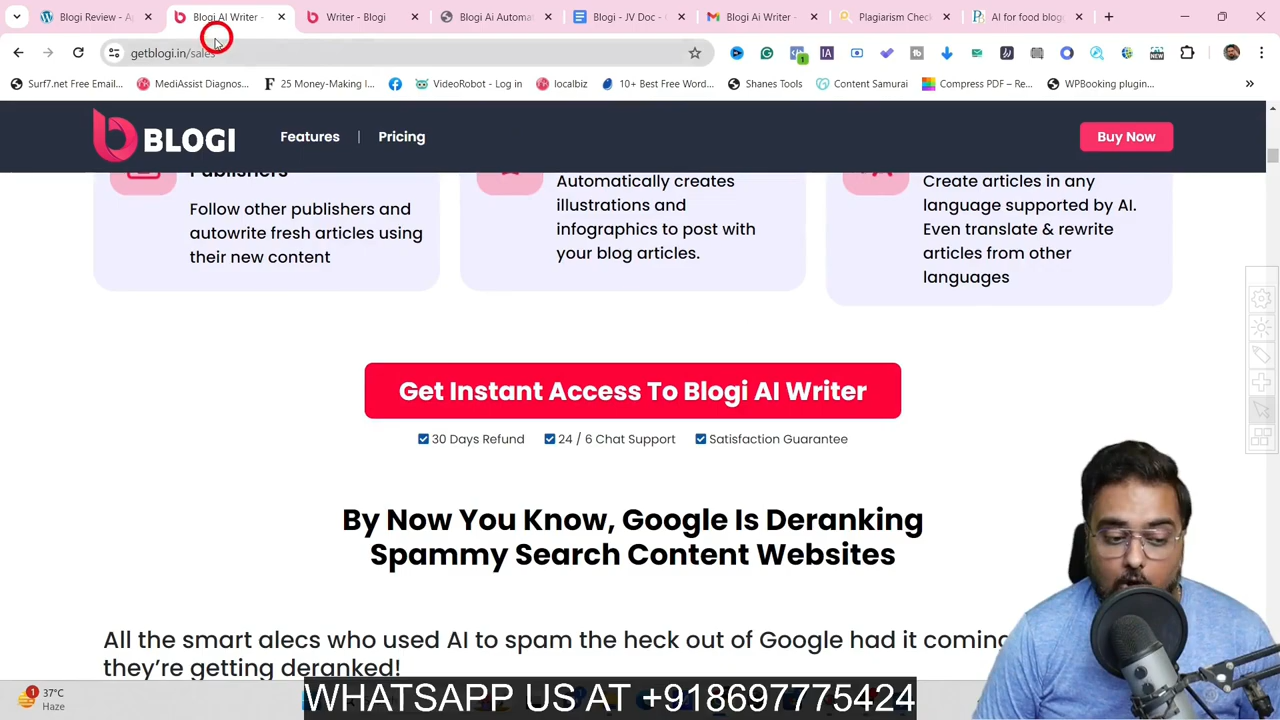 Blogi Review - A
Blogi AI Writer -
Writer - Blogi
Blogi Ai Automa
Blogi - JV Doc -
Blogi Ai Writer -
Plagiarism Check
AI for food blog
getblogi.in/sales
Surf7.net Free Email...
MediAssist Diagnos...
25 Money-Making I...
VideoRobot - Log in
localbiz
10+ Best Free Word...
Shanes Tools
Content Samurai
Compress PDF – Re...
WPBooking plugin...
BLOGI
Features | Pricing
Buy Now
Publishers
Follow other publishers and
autowrite fresh articles using
their new content
Automatically creates
illustrations and
infographics to post with
your blog articles.
Create articles in any
language supported by AI.
Even translate & rewrite
articles from other
languages
Get Instant Access To Blogi AI Writer
30 Days Refund
24 / 6 Chat Support
Satisfaction Guarantee
By Now You Know, Google Is Deranking
Spammy Search Content Websites
All the smart alecs who used AI to spam the heck out of Google had it coming
they're getting deranked!
37°C
Haze
WHATSAPP US AT +918697775424